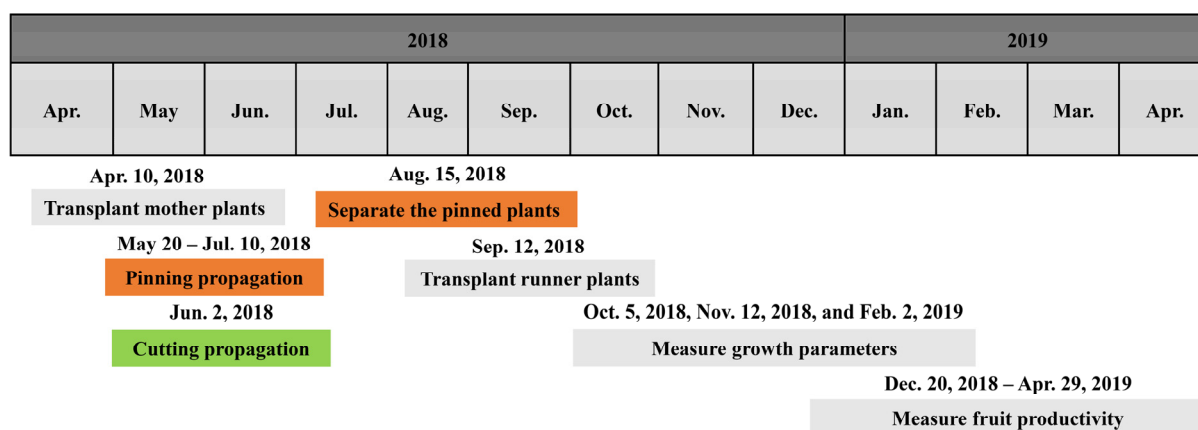 2018 2019
Apr. May Jun. Jul. Aug. Sep. Oct. Nov. Dec. Jan. Feb. Mar. Apr.
Apr. 10, 2018
Transplant mother plants
Aug. 15, 2018
Separate the pinned plants
May 20 – Jul. 10, 2018
Pinning propagation
Sep. 12, 2018
Transplant runner plants
Jun. 2, 2018
Cutting propagation
Oct. 5, 2018, Nov. 12, 2018, and Feb. 2, 2019
Measure growth parameters
Dec. 20, 2018 – Apr. 29, 2019
Measure fruit productivity